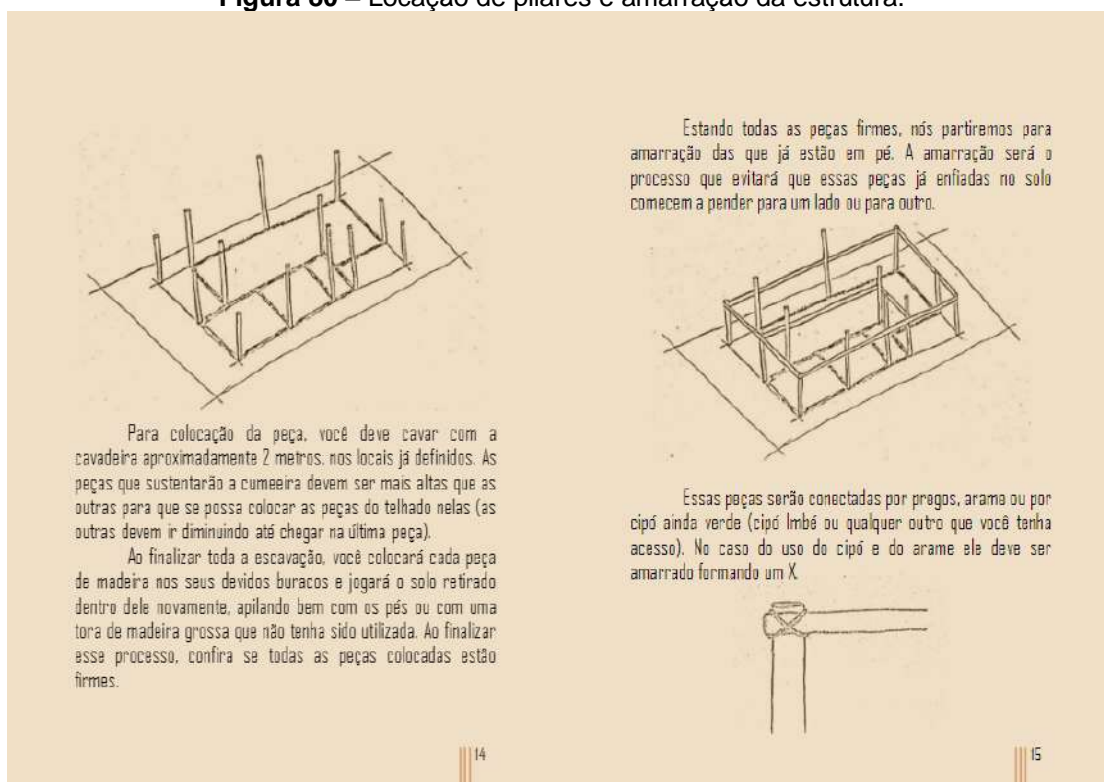 Figura 80 – Locação de pilares e amarração da estrutura.
Para colocação da peça, você deve cavar com a
cavadeira aproximadamente 2 metros, nos locais já definidos. As
peças que sustentarão a cumeeira devem ser mais altas que as
outras para que se possa colocar as peças do telhado nelas (as
outras devem ir diminuindo até chegar na última peça).
Ao finalizar toda a escavação, você colocará cada peça
de madeira nos seus devidos buracos e jogará o solo retirado
dentro dele novamente, apilando bem com os pés ou com uma
tora de madeira grossa que não tenha sido utilizada. Ao finalizar
esse processo, confira se todas as peças colocadas estão
firmes.
14
Estando todas as peças firmes, nós partiremos para
amarração das que já estão em pé. A amarração será o
processo que evitará que essas peças já enfiadas no solo
comecem a pender para um lado ou para outro.
Essas peças serão conectadas por pregos, arame ou por
cipó ainda verde (cipó Imbé ou qualquer outro que você tenha
acesso). No caso do uso do cipó e do arame ele deve ser
amarrado formando um X.
15